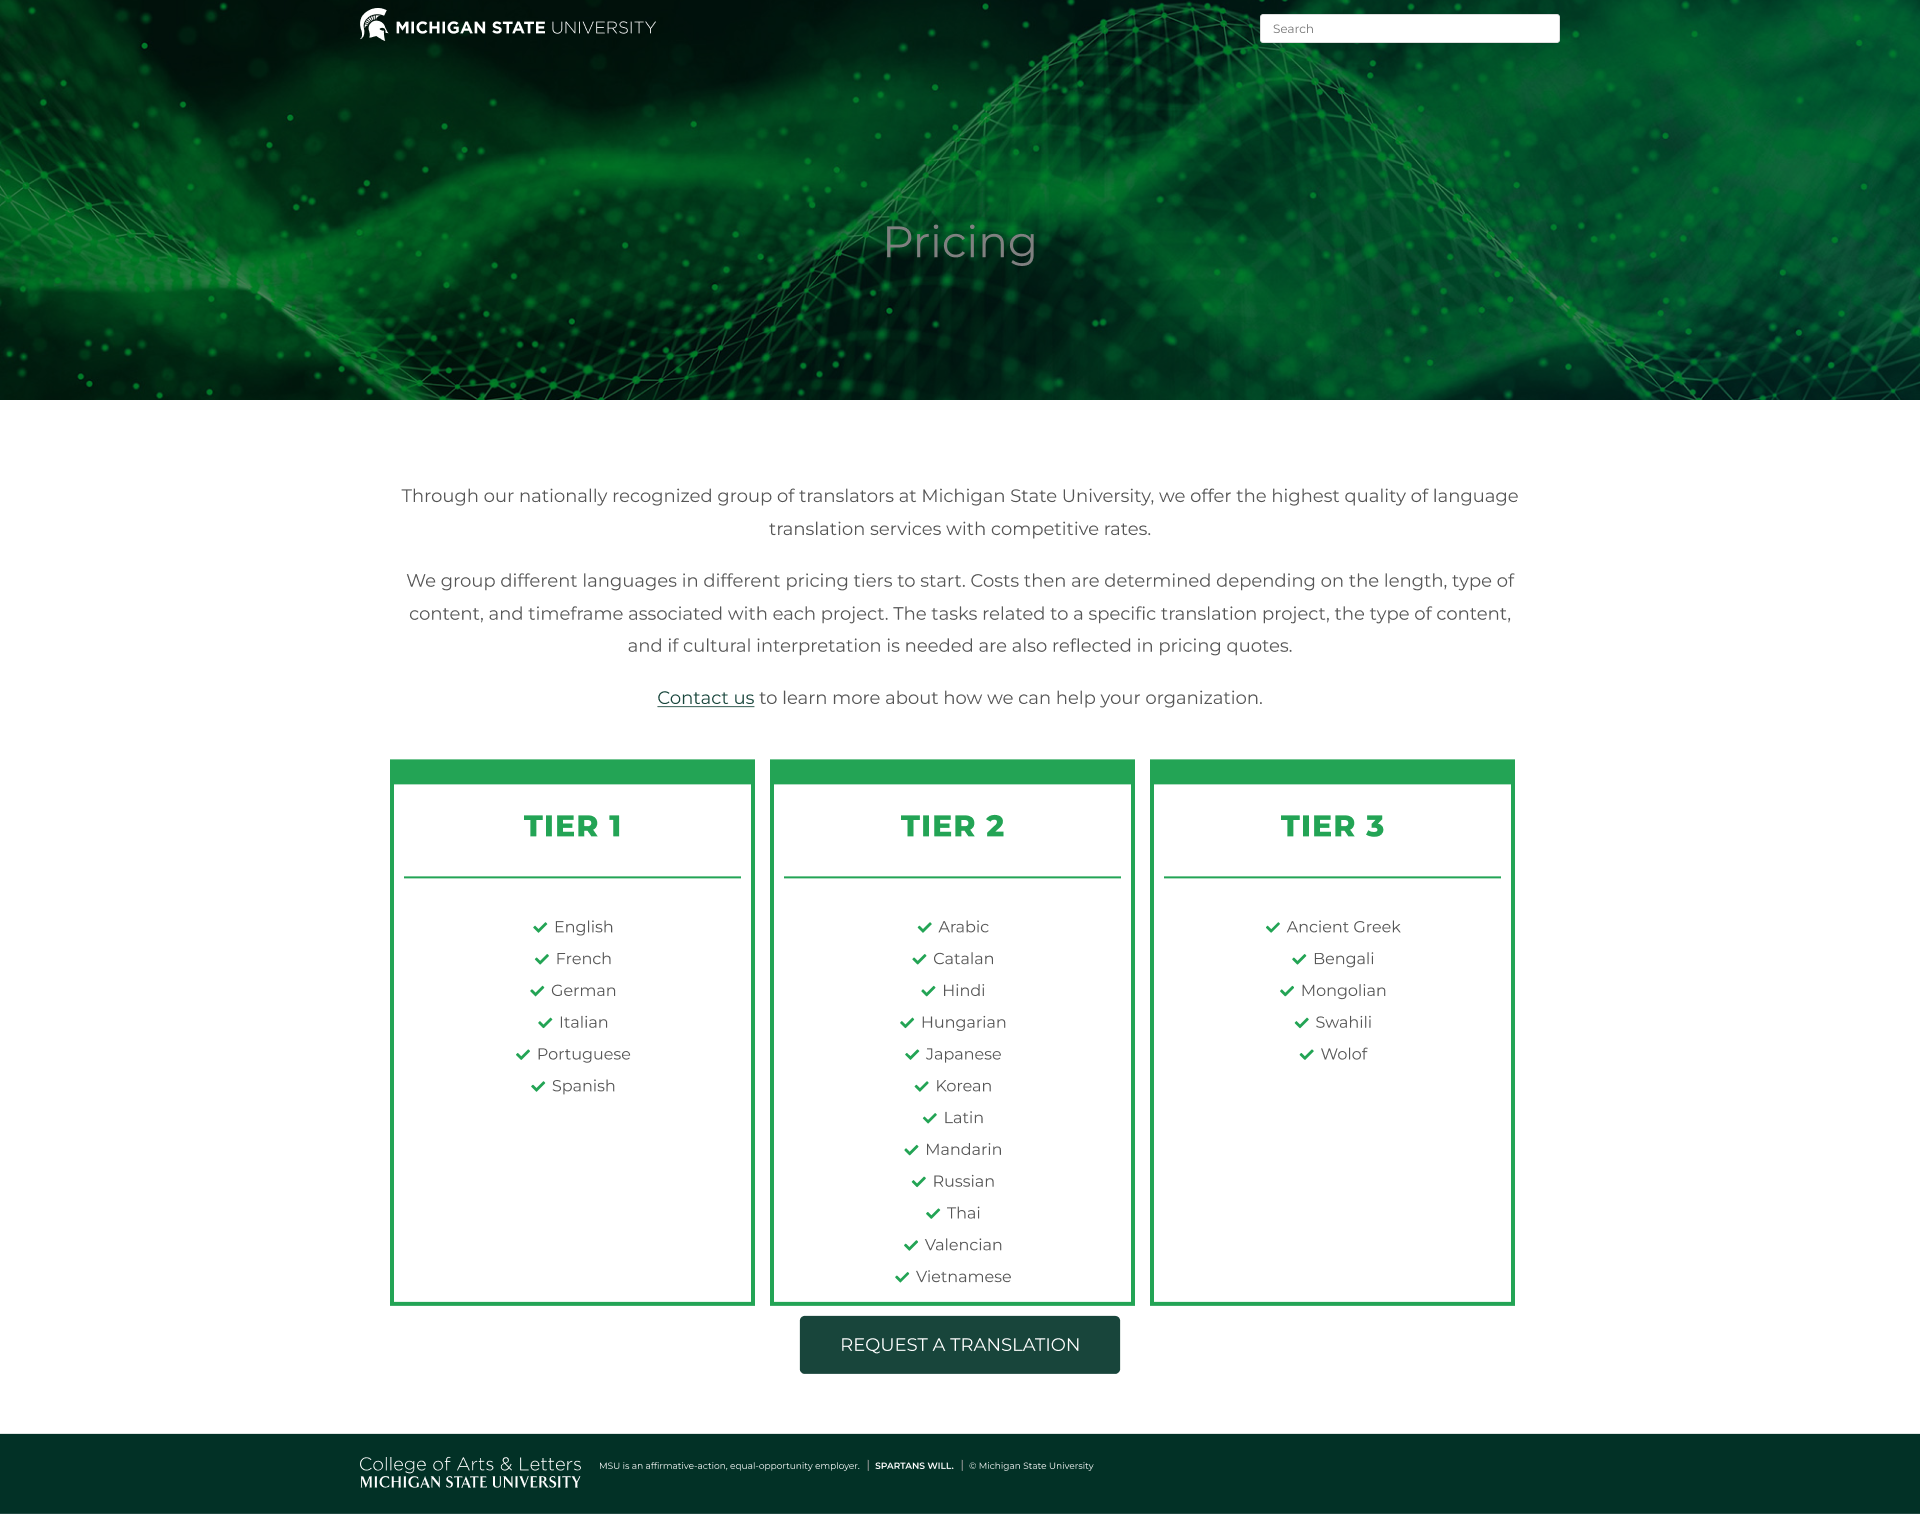 MICHIGAN STATE UNIVERSITY
Search
Pricing
Through our nationally recognized group of translators at Michigan State University, we offer the highest quality of language
translation services with competitive rates.
We group different languages in different pricing tiers to start. Costs then are determined depending on the length, type of
content, and timeframe associated with each project. The tasks related to a specific translation project, the type of content,
and if cultural interpretation is needed are also reflected in pricing quotes.
Contact us to learn more about how we can help your organization.
TIER 1
English
French
German
Italian
Portuguese
Spanish
TIER 2
Arabic
Catalan
Hindi
Hungarian
Japanese
Korean
Latin
Mandarin
Russian
Thai
Valencian
Vietnamese
TIER 3
Ancient Greek
Bengali
Mongolian
Swahili
Wolof
REQUEST A TRANSLATION
College of Arts & Letters
MICHIGAN STATE UNIVERSITY
MSU is an affirmative-action, equal-opportunity employer. | SPARTANS WILL. | © Michigan State University